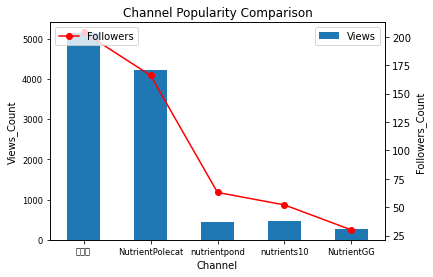 Channel Popularity Comparison
Followers
Views
5000
4000
3000
2000
1000
0
200
175
150
125
100
75
50
25
Views_Count
Followers_Count
NutrientPolecat
nutrientpond
nutrients10
NutrientGG
Channel